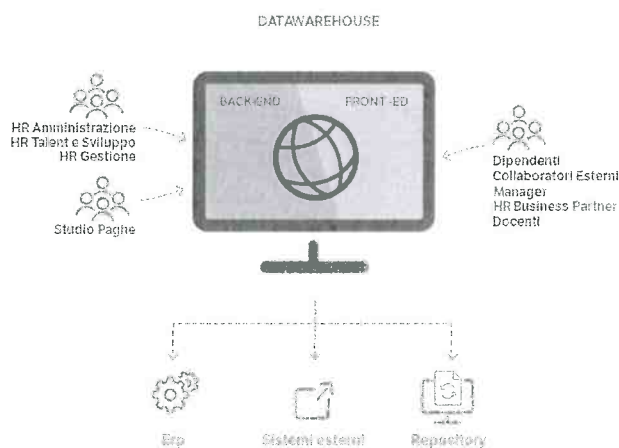 DATAWAREHOUSE
BACK-END
FRONT-ED
HR Amministrazione
HR Talent e Sviluppo
HR Gestione
Studio Paghe
Dipendenti
Collaboratori Esterni
Manager
HR Business Partner
Docenti
Erp
Sistemi esterni
Repository